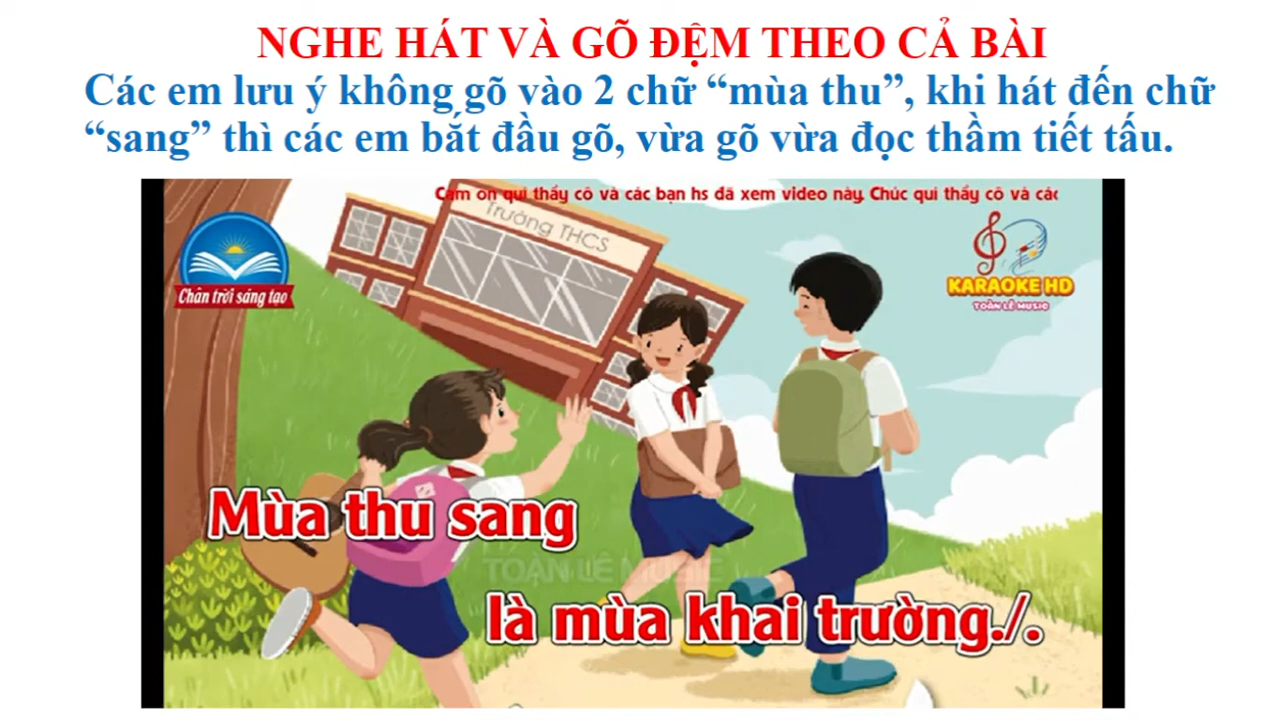 NGHE HÁT VÀ GÕ ĐỆM THEO CẢ BÀI
Các em lưu ý không gõ vào 2 chữ “mùa thu”, khi hát đến chữ
“sang” thì các em bắt đầu gõ, vừa gõ vừa đọc thầm tiết tấu.
Cảm ơn quí thầy cô và các bạn hs đã xem video này. Chúc quí thầy cô và các
Trường THCS
Chân trời sáng tạo
KARAOKE HD
TOÀN LÊ MUSIC
Mùa thu sang
TOÀN LÊ MUSIC
là mùa khai trường./.